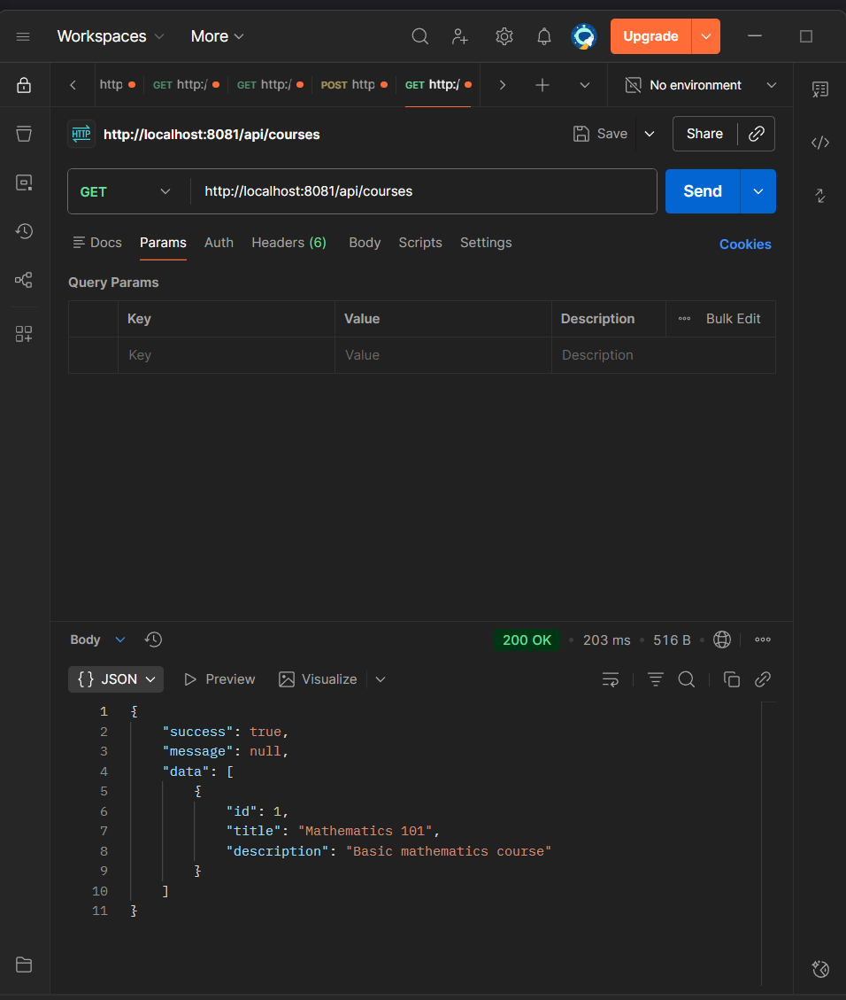 Workspaces More Upgrade
http GET http:/ GET http:/ POST http GET http:/ No environment
HTTP http://localhost:8081/api/courses Save Share
GET http://localhost:8081/api/courses Send
Docs Params Auth Headers (6) Body Scripts Settings Cookies
Query Params
Key Value Description Bulk Edit
Key Value Description
Body 200 OK 203 ms 516 B
{} JSON Preview Visualize
1 {
2 "success": true,
3 "message": null,
4 "data": [
5 {
6 "id": 1,
7 "title": "Mathematics 101",
8 "description": "Basic mathematics course"
9 }
10 ]
11 }